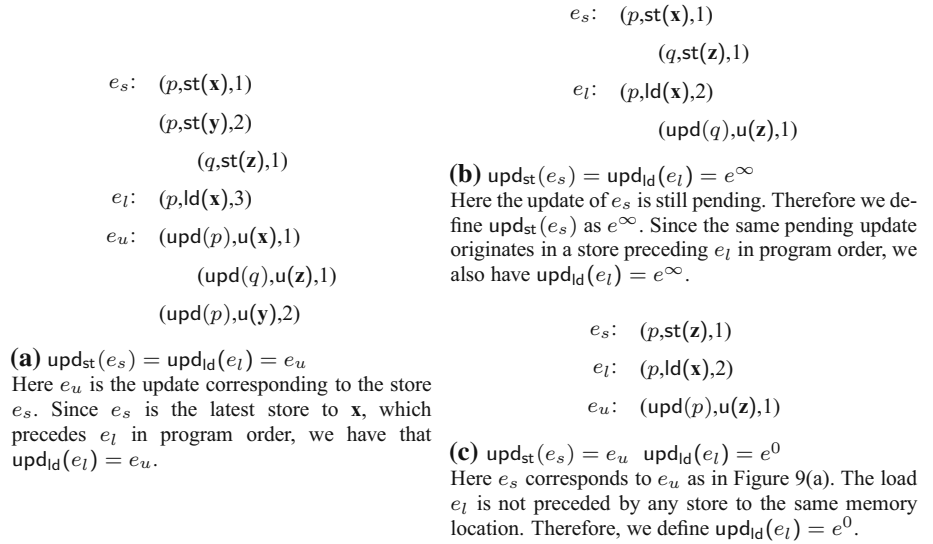 e_s: (p,st(x),1)
(p,st(y),2)
(q,st(z),1)
e_l: (p,ld(x),3)
e_u: (upd(p),u(x),1)
(upd(q),u(z),1)
(upd(p),u(y),2)
(a) upd_st(e_s) = upd_ld(e_l) = e_u
Here e_u is the update corresponding to the store
e_s. Since e_s is the latest store to x, which
precedes e_l in program order, we have that
upd_ld(e_l) = e_u.
e_s: (p,st(x),1)
(q,st(z),1)
e_l: (p,ld(x),2)
(upd(q),u(z),1)
(b) upd_st(e_s) = upd_ld(e_l) = e^∞
Here the update of e_s is still pending. Therefore we de-
fine upd_st(e_s) as e^∞. Since the same pending update
originates in a store preceding e_l in program order, we
also have upd_ld(e_l) = e^∞.
e_s: (p,st(z),1)
e_l: (p,ld(x),2)
e_u: (upd(p),u(z),1)
(c) upd_st(e_s) = e_u upd_ld(e_l) = e^0
Here e_s corresponds to e_u as in Figure 9(a). The load
e_l is not preceded by any store to the same memory
location. Therefore, we define upd_ld(e_l) = e^0.